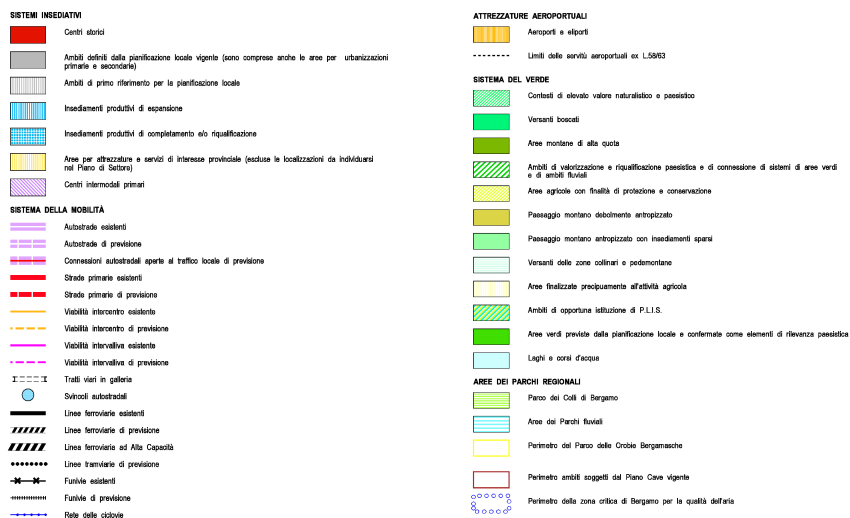 SISTEMI INSEDIATIVI
Centri storici
Ambiti definiti dalla pianificazione locale vigente (sono comprese anche le aree per urbanizzazioni
primarie e secondarie)
Ambiti di primo riferimento per la pianificazione locale
Insediamenti produttivi di espansione
Insediamenti produttivi di completamento e/o riqualificazione
Aree per attrezzature e servizi di interesse provinciale (escluse le localizzazioni da individuarsi
nel Piano di Settore)
Centri intermodali primari
SISTEMA DELLA MOBILITÀ
Autostrade esistenti
Autostrade di previsione
Connessioni autostradali aperte al traffico locale di previsione
Strade primarie esistenti
Strade primarie di previsione
Viabilità intercentro esistente
Viabilità intercentro di previsione
Viabilità intervalliva esistente
Viabilità intervalliva di previsione
Tratti viari in galleria
Svincoli autostradali
Linee ferroviarie esistenti
Linee ferroviarie di previsione
Linea ferroviaria ad Alta Capacità
Linee tramviarie di previsione
Funivie esistenti
Funivie di previsione
Rete delle ciclovie
ATTREZZATURE AEROPORTUALI
Aeroporti e eliporti
Limiti delle servitù aeroportuali ex L.58/63
SISTEMA DEL VERDE
Contesti di elevato valore naturalistico e paesistico
Versanti boscati
Aree montane di alta quota
Ambiti di valorizzazione e riqualificazione paesistica e di connessione di sistemi di aree verdi
e di ambiti fluviali
Aree agricole con finalità di protezione e conservazione
Paesaggio montano debolmente antropizzato
Paesaggio montano antropizzato con insediamenti sparsi
Versanti delle zone collinari e pedemontane
Aree finalizzate precipuamente all'attività agricola
Ambiti di opportuna istituzione di P.L.I.S.
Aree verdi previste dalla pianificazione locale e confermate come elementi di rilevanza paesistica
Laghi e corsi d'acqua
AREE DEI PARCHI REGIONALI
Parco dei Colli di Bergamo
Aree dei Parchi fluviali
Perimetro del Parco delle Orobie Bergamasche
Perimetro ambiti soggetti dal Piano Cave vigente
Perimetro della zona critica di Bergamo per la qualità dell'aria